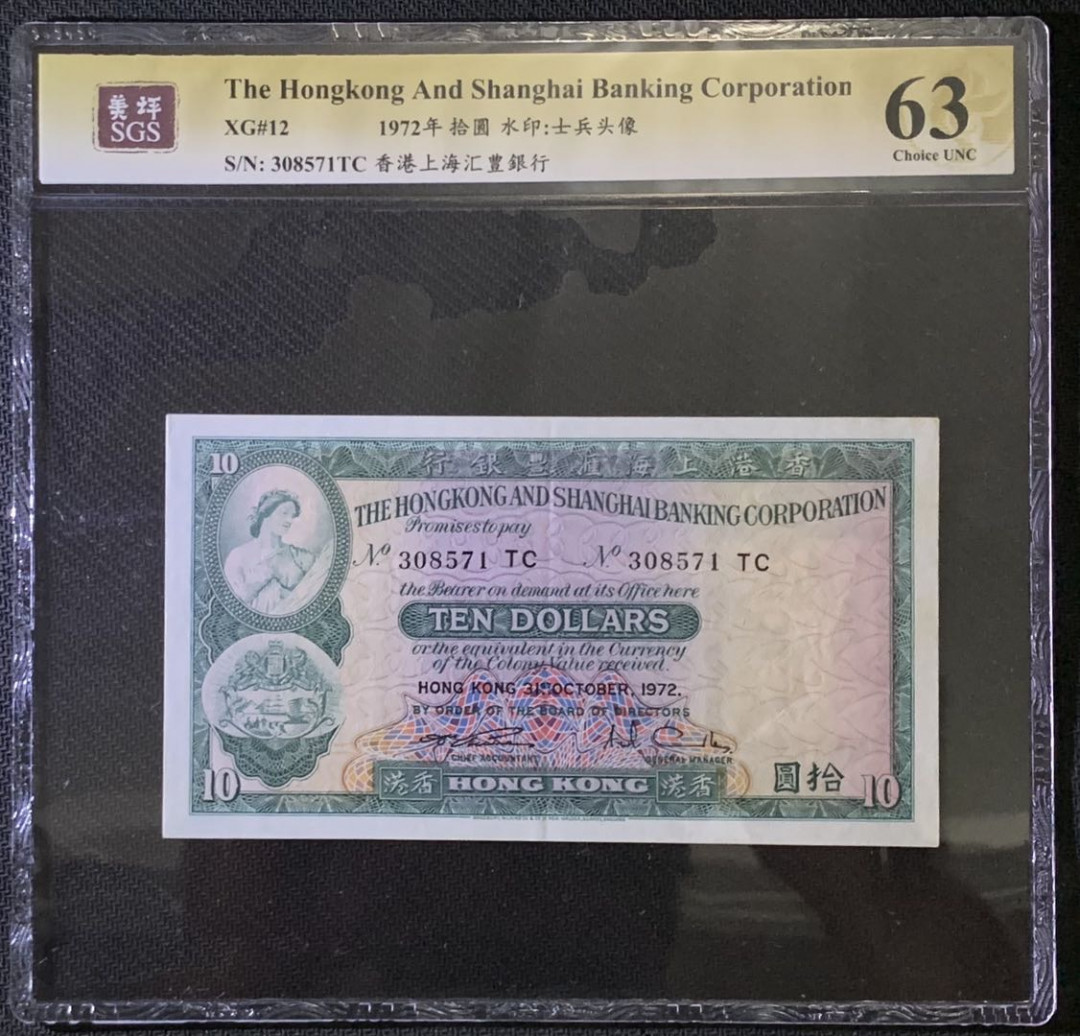 美评
SGS
The Hongkong And Shanghai Banking Corporation
XG#12 1972年 拾圓 水印:士兵头像
S/N: 308571TC 香港上海汇豐銀行
63
Choice UNC
10
行銀豐滙海上港香
THE HONGKONG AND SHANGHAI BANKING CORPORATION
Promises to pay
Nº 308571 TC Nº 308571 TC
the Bearer on demand at its Office here
TEN DOLLARS
or the equivalent in the Currency
of the Colony Value received.
HONG KONG 31ST OCTOBER, 1972.
BY ORDER OF THE BOARD OF DIRECTORS
CHIEF ACCOUNTANT GENERAL MANAGER
10 港香 HONG KONG 港香 圓拾 10